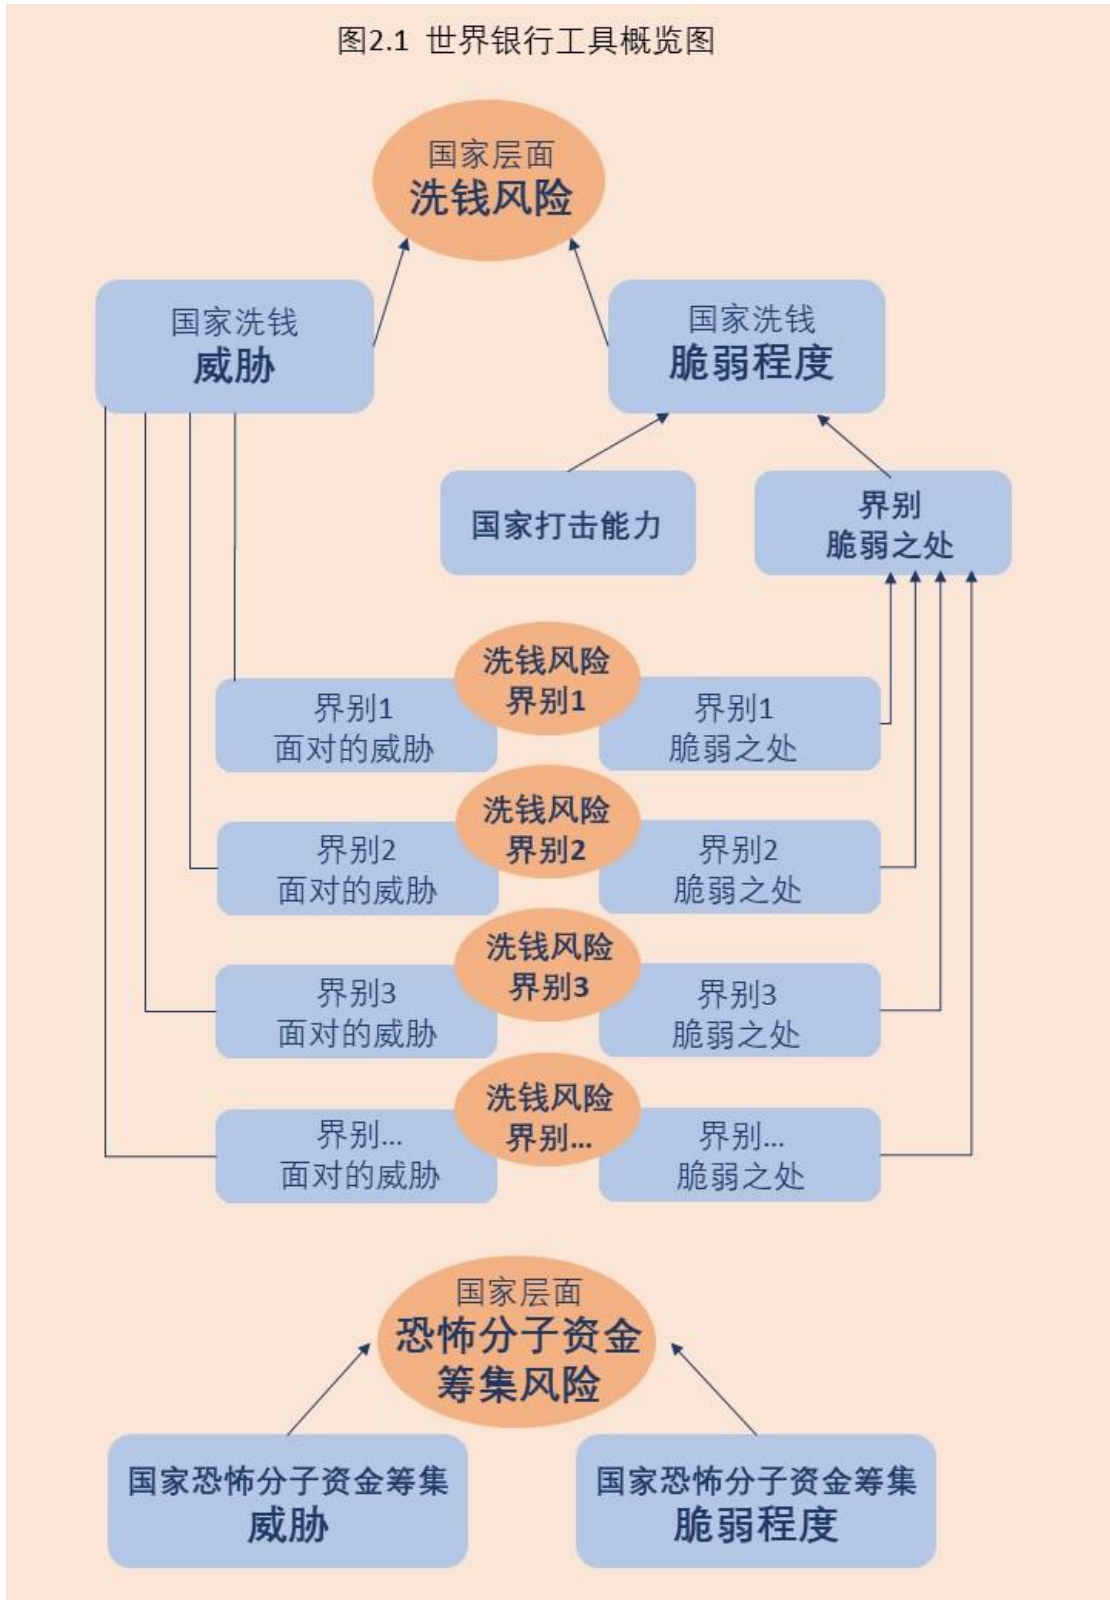 图2.1 世界银行工具概览图
国家层面
洗钱风险
国家洗钱
威胁
国家洗钱
脆弱程度
国家打击能力
界别
脆弱之处
洗钱风险
界别1
界别1
面对的威胁
界别1
脆弱之处
洗钱风险
界别2
界别2
面对的威胁
界别2
脆弱之处
洗钱风险
界别3
界别3
面对的威胁
界别3
脆弱之处
洗钱风险
界别...
界别...
面对的威胁
界别...
脆弱之处
国家层面
恐怖分子资金
筹集风险
国家恐怖分子资金筹集
威胁
国家恐怖分子资金筹集
脆弱程度